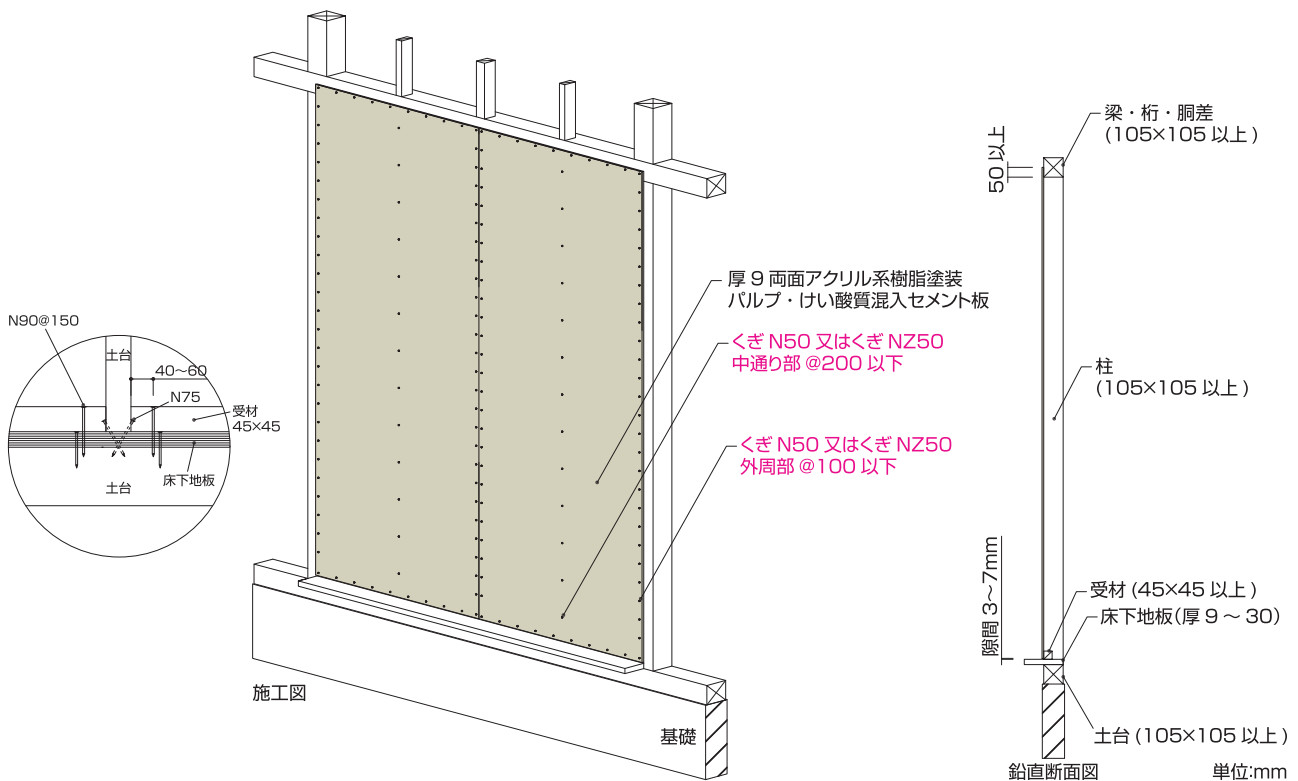 N90@150
土台
40〜60
N75
受材
45×45
床下地板
土台
厚 9 両面アクリル系樹脂塗装
パルプ・けい酸質混入セメント板
くぎ N50 又はくぎ NZ50
中通り部 @200 以下
くぎ N50 又はくぎ NZ50
外周部 @100 以下
施工図
基礎
梁・桁・胴差
(105×105 以上 )
50 以上
柱
(105×105 以上 )
隙間 3〜7mm
受材 (45×45 以上 )
床下地板(厚 9 〜 30)
土台 (105×105 以上 )
鉛直断面図
単位:mm